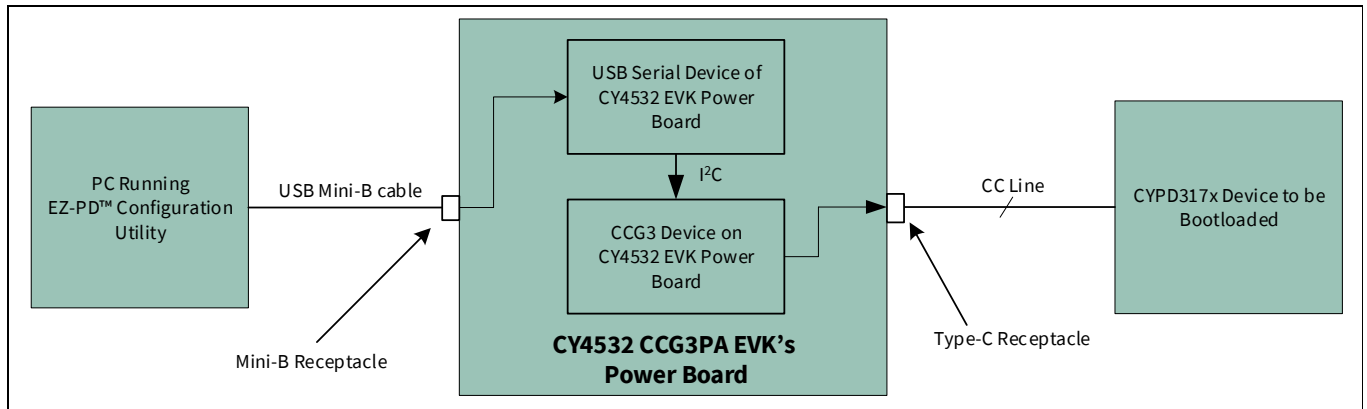 PC Running
EZ-PD™ Configuration
Utility
USB Mini-B cable
Mini-B Receptacle
USB Serial Device of
CY4532 EVK Power
Board
I²C
CCG3 Device on
CY4532 EVK Power
Board
CY4532 CCG3PA EVK’s
Power Board
CC Line
Type-C Receptacle
CYPD317x Device to be
Bootloaded